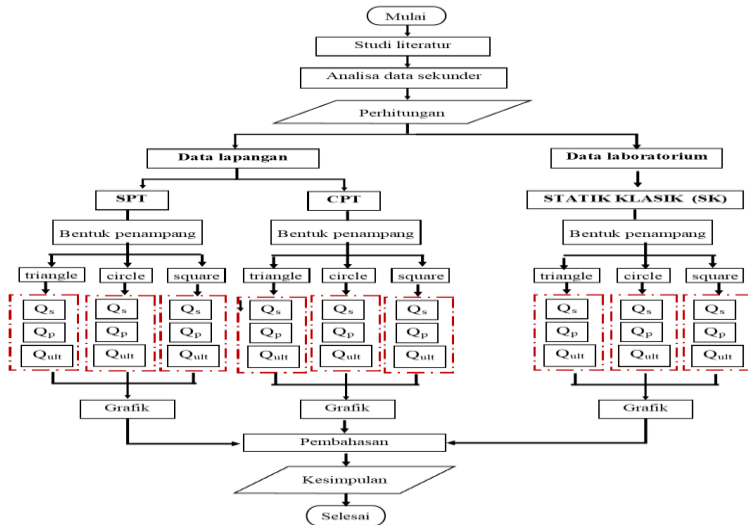 Mulai
Studi literatur
Analisa data sekunder
Perhitungan
Data lapangan
Data laboratorium
SPT
CPT
STATIK KLASIK (SK)
Bentuk penampang
Bentuk penampang
Bentuk penampang
triangle
circle
square
triangle
circle
square
triangle
circle
square
Qs
Qs
Qs
Qs
Qs
Qs
Qs
Qs
Qs
Qp
Qp
Qp
Qp
Qp
Qp
Qp
Qp
Qp
Qult
Qult
Qult
Qult
Qult
Qult
Qult
Qult
Qult
Grafik
Grafik
Grafik
Pembahasan
Kesimpulan
Selesai